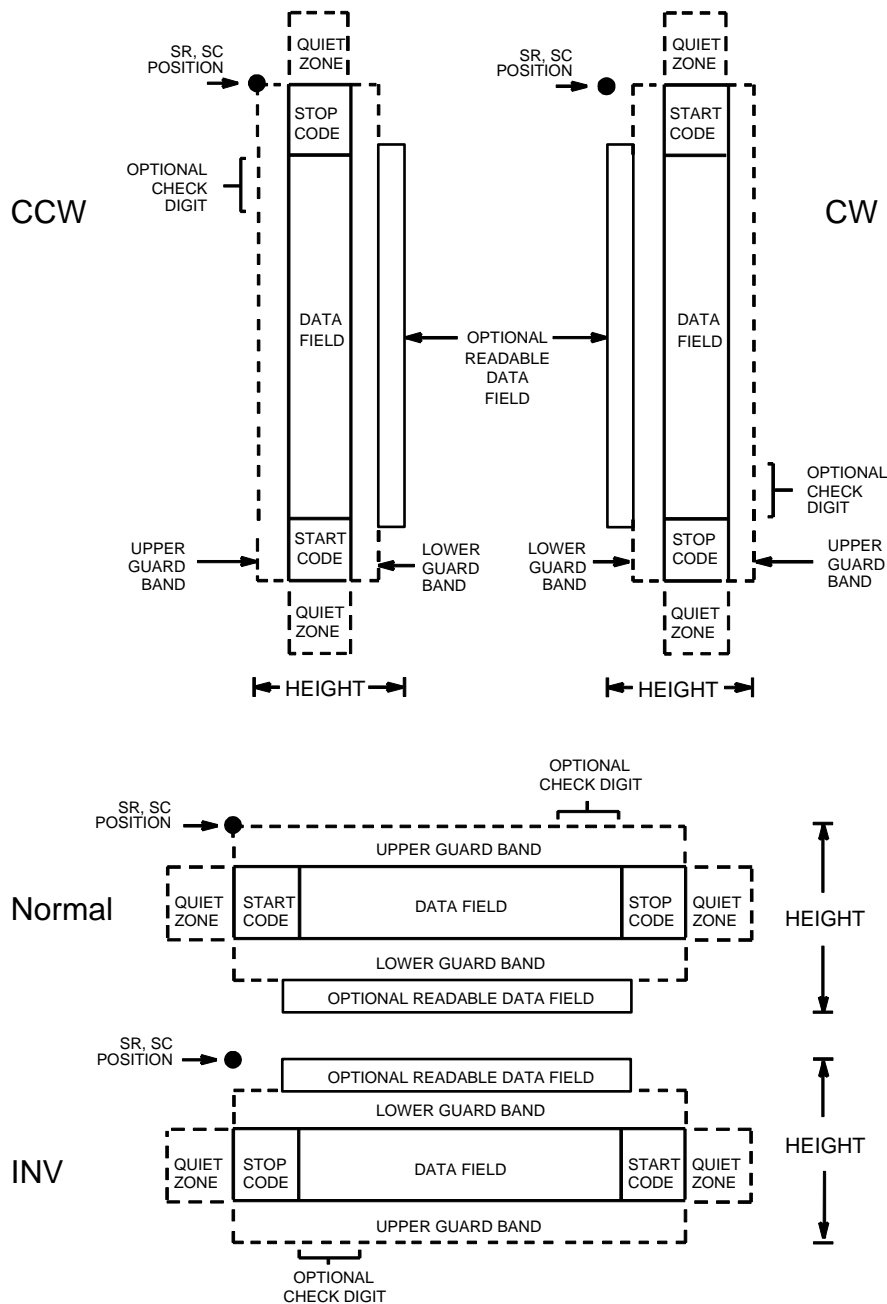 QUIET
ZONE
SR, SC
POSITION
STOP
CODE
OPTIONAL
CHECK
DIGIT
CCW
DATA
FIELD
START
CODE
UPPER
GUARD
BAND
LOWER
GUARD
BAND
QUIET
ZONE
HEIGHT
OPTIONAL
READABLE
DATA
FIELD
QUIET
ZONE
SR, SC
POSITION
START
CODE
CW
DATA
FIELD
OPTIONAL
CHECK
DIGIT
LOWER
GUARD
BAND
STOP
CODE
UPPER
GUARD
BAND
QUIET
ZONE
HEIGHT
OPTIONAL
CHECK DIGIT
SR, SC
POSITION
UPPER GUARD BAND
Normal
QUIET
ZONE
START
CODE
DATA FIELD
STOP
CODE
QUIET
ZONE
HEIGHT
LOWER GUARD BAND
OPTIONAL READABLE DATA FIELD
SR, SC
POSITION
OPTIONAL READABLE DATA FIELD
LOWER GUARD BAND
INV
QUIET
ZONE
STOP
CODE
DATA FIELD
START
CODE
QUIET
ZONE
HEIGHT
UPPER GUARD BAND
OPTIONAL
CHECK DIGIT